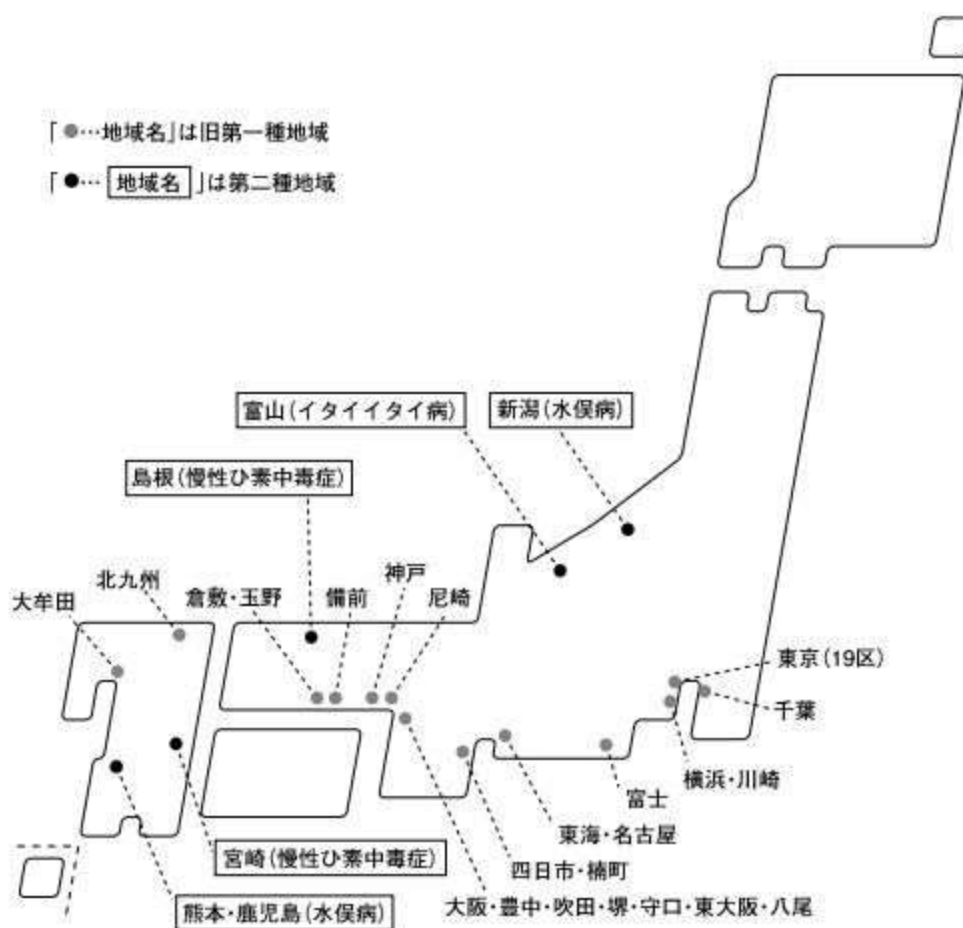 「●…地域名」は旧第一種地域
「●…地域名」は第二種地域
富山(イタイイタイ病)
新潟(水俣病)
島根(慢性ひ素中毒症)
北九州
大牟田
倉敷・玉野
備前
神戸
尼崎
東京(19区)
千葉
横浜・川崎
富士
東海・名古屋
四日市・楠町
大阪・豊中・吹田・堺・守口・東大阪・八尾
宮崎(慢性ひ素中毒症)
熊本・鹿児島(水俣病)